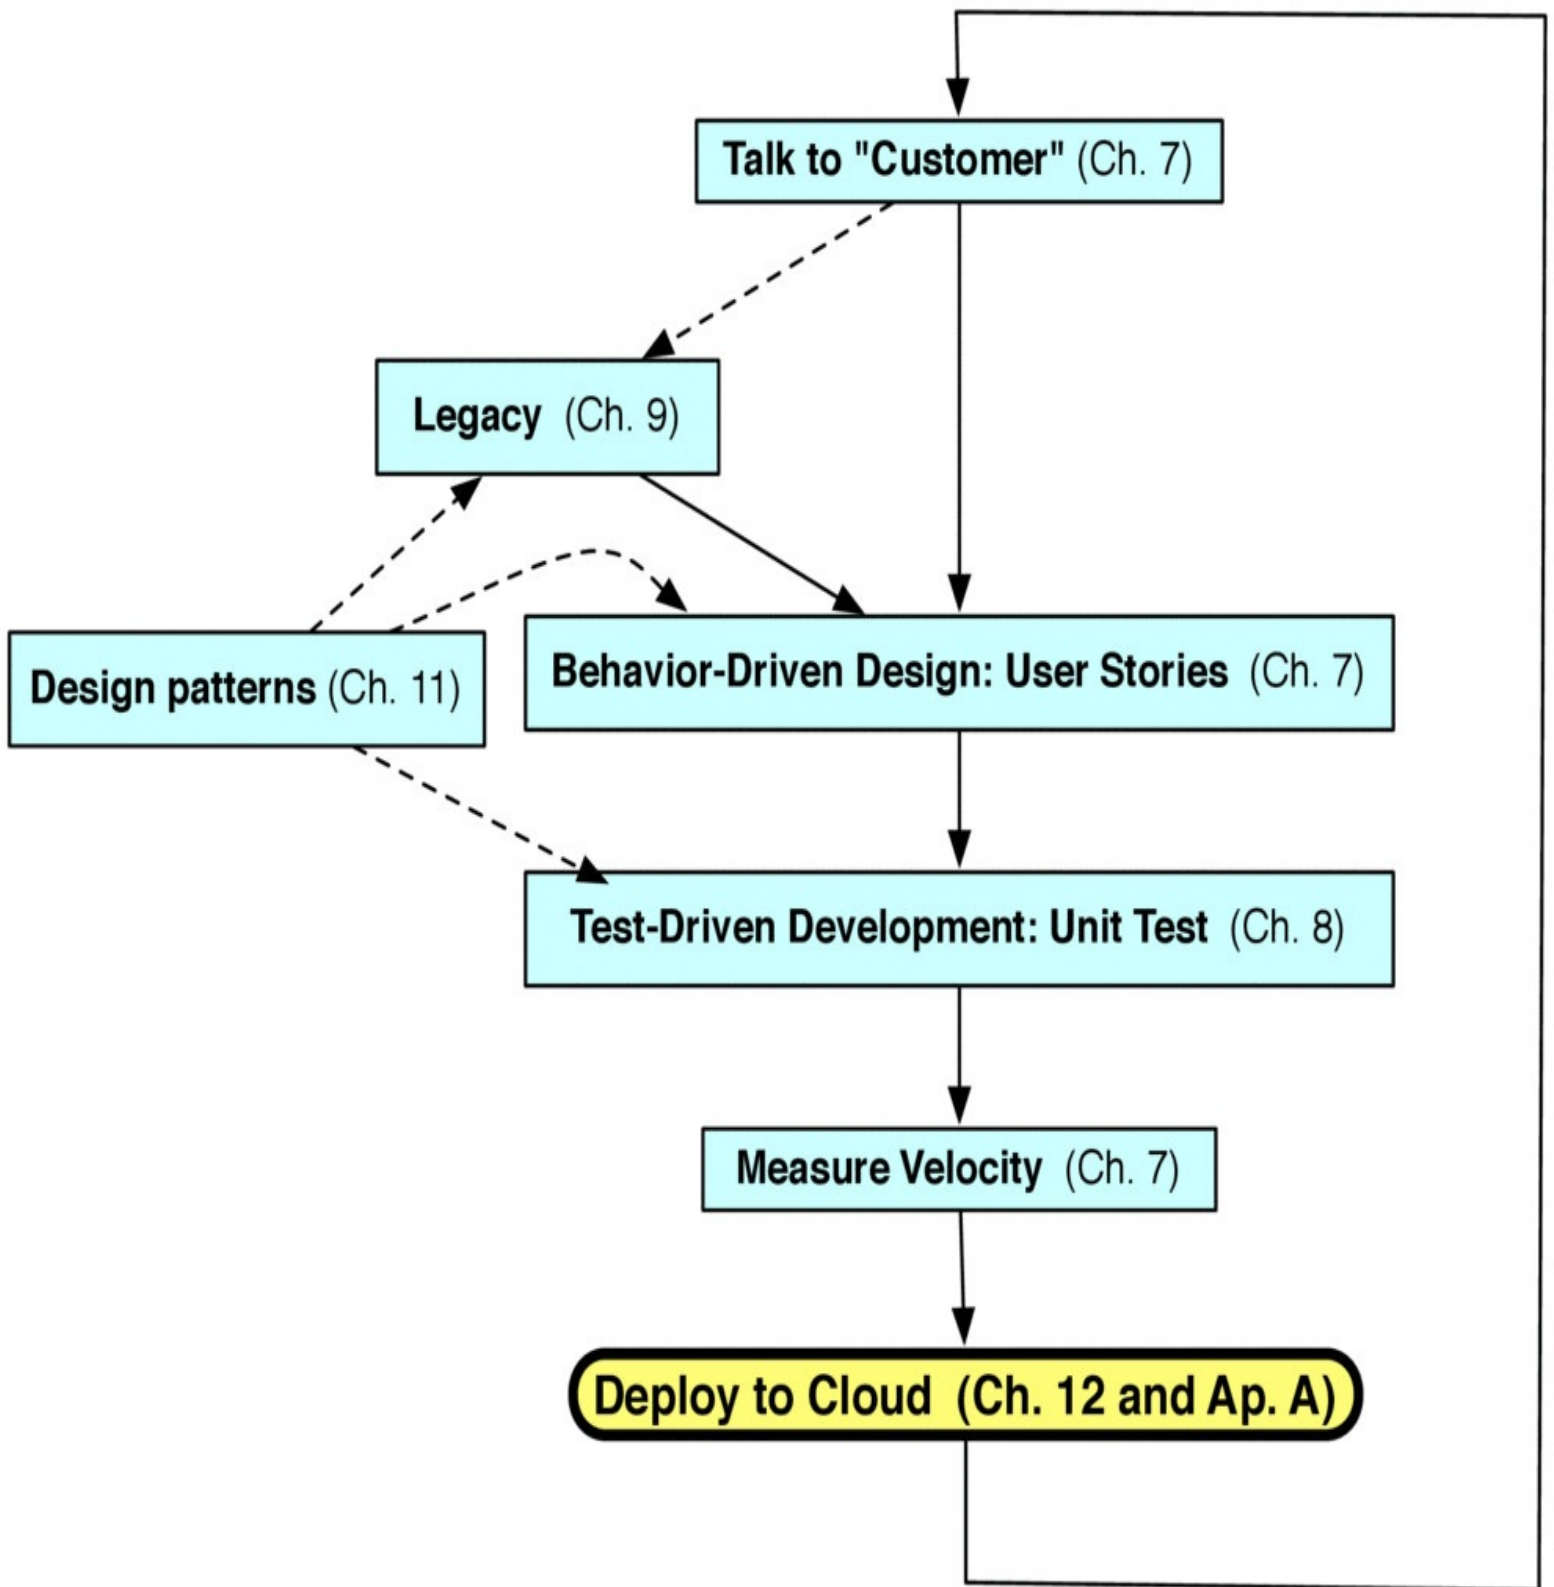 Talk to "Customer" (Ch. 7)
Legacy (Ch. 9)
Design patterns (Ch. 11)
Behavior-Driven Design: User Stories (Ch. 7)
Test-Driven Development: Unit Test (Ch. 8)
Measure Velocity (Ch. 7)
Deploy to Cloud (Ch. 12 and Ap. A)